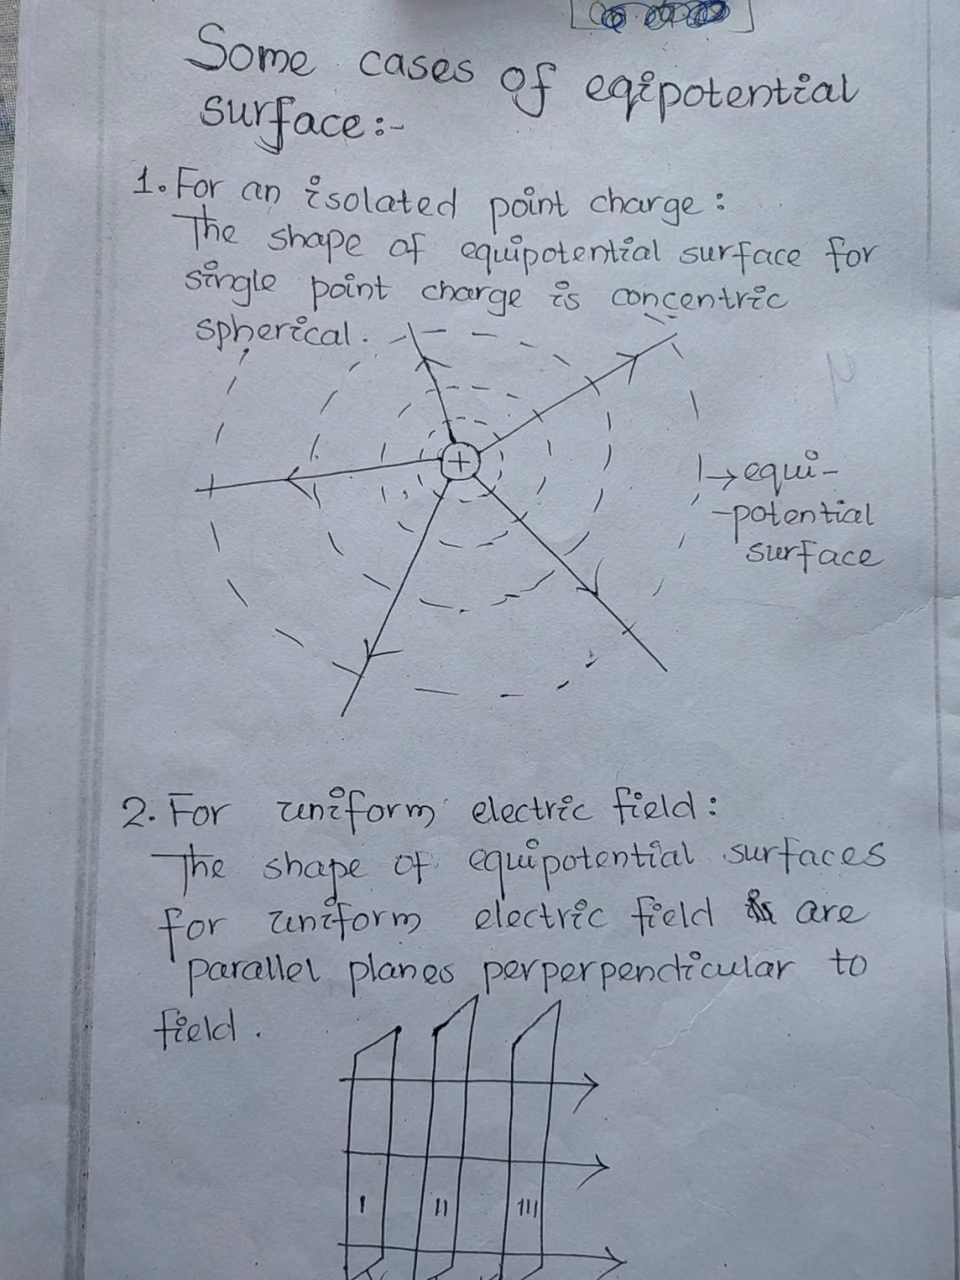 Some cases of eqipotential
surface:-
1. For an isolated point charge:
The shape of equipotential surface for
single point charge is concentric
spherical.
+
→ equi-
-potential
surface
2. For uniform electric field:
The shape of equipotential surfaces
for uniform electric field are
parallel planes perperpendicular to
field.
I II III